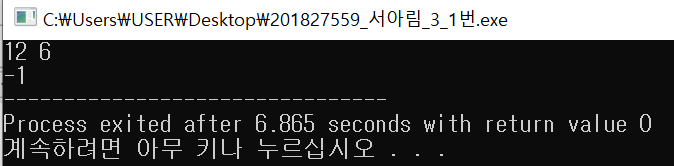 C:₩Users₩USER₩Desktop₩201827559_서아림_3_1번.exe
12 6
-1
--------------------------------
Process exited after 6.865 seconds with return value 0
계속하려면 아무 키나 누르십시오 . . .